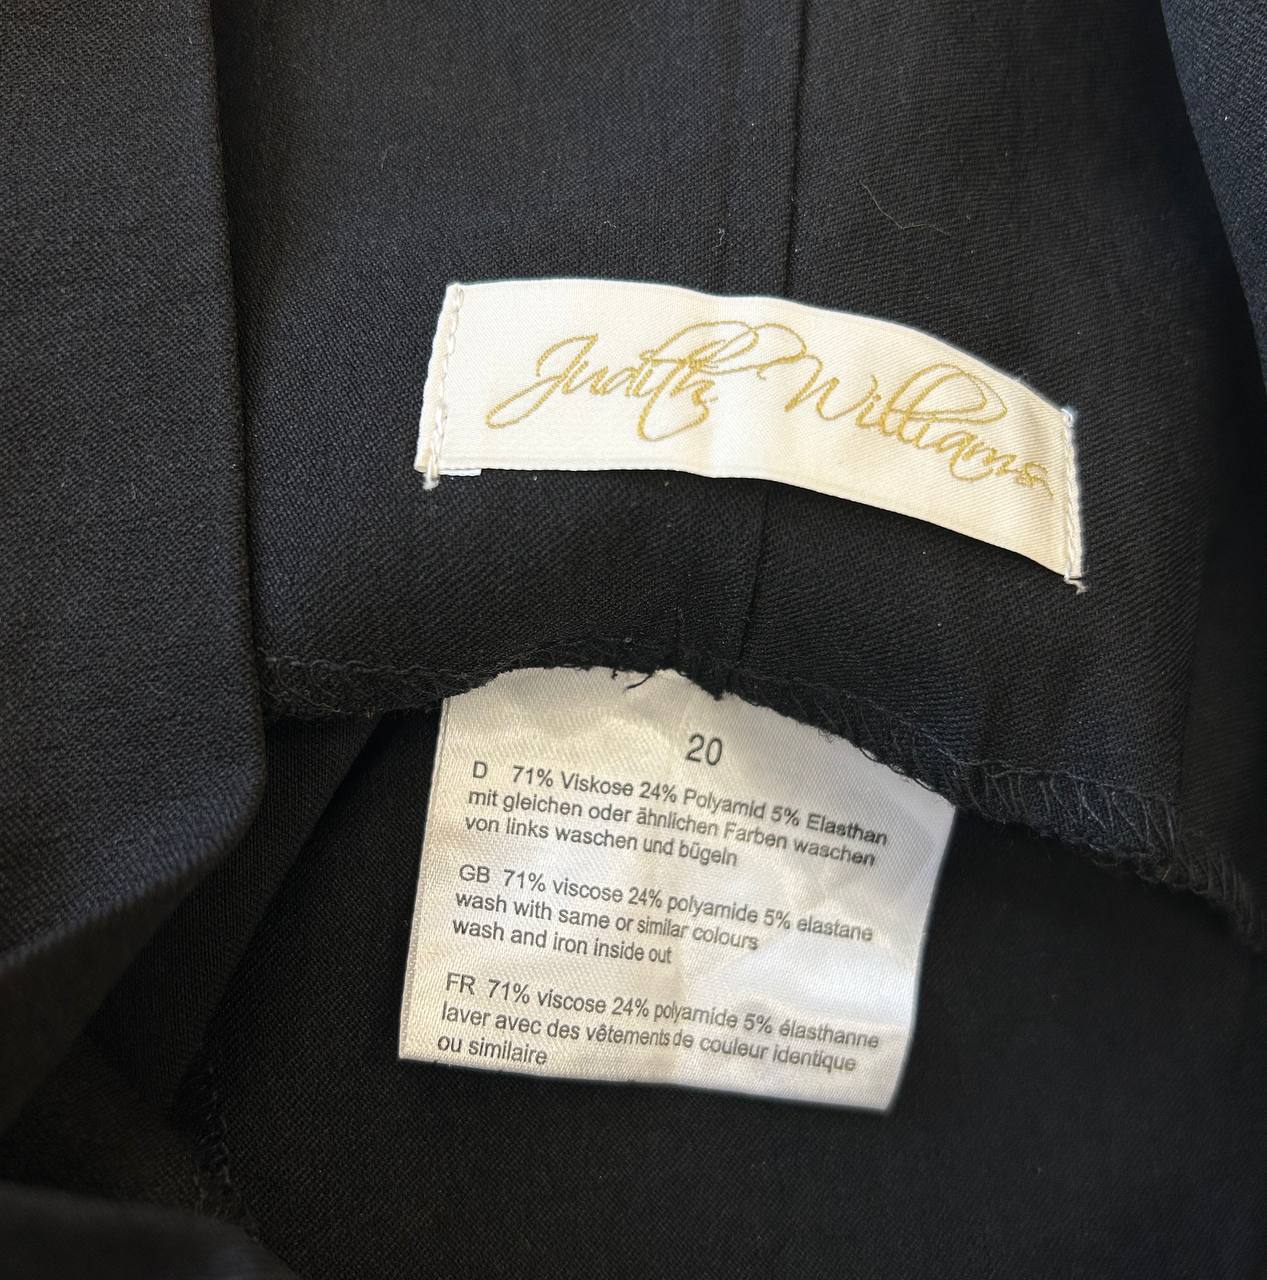 Judith Williams
20
D 71% Viskose 24% Polyamid 5% Elasthan
mit gleichen oder ähnlichen Farben waschen
von links waschen und bügeln
GB 71% viscose 24% polyamide 5% elastane
wash with same or similar colours
wash and iron inside out
FR 71% viscose 24% polyamide 5% élasthanne
laver avec des vêtements de couleur identique
ou similaire